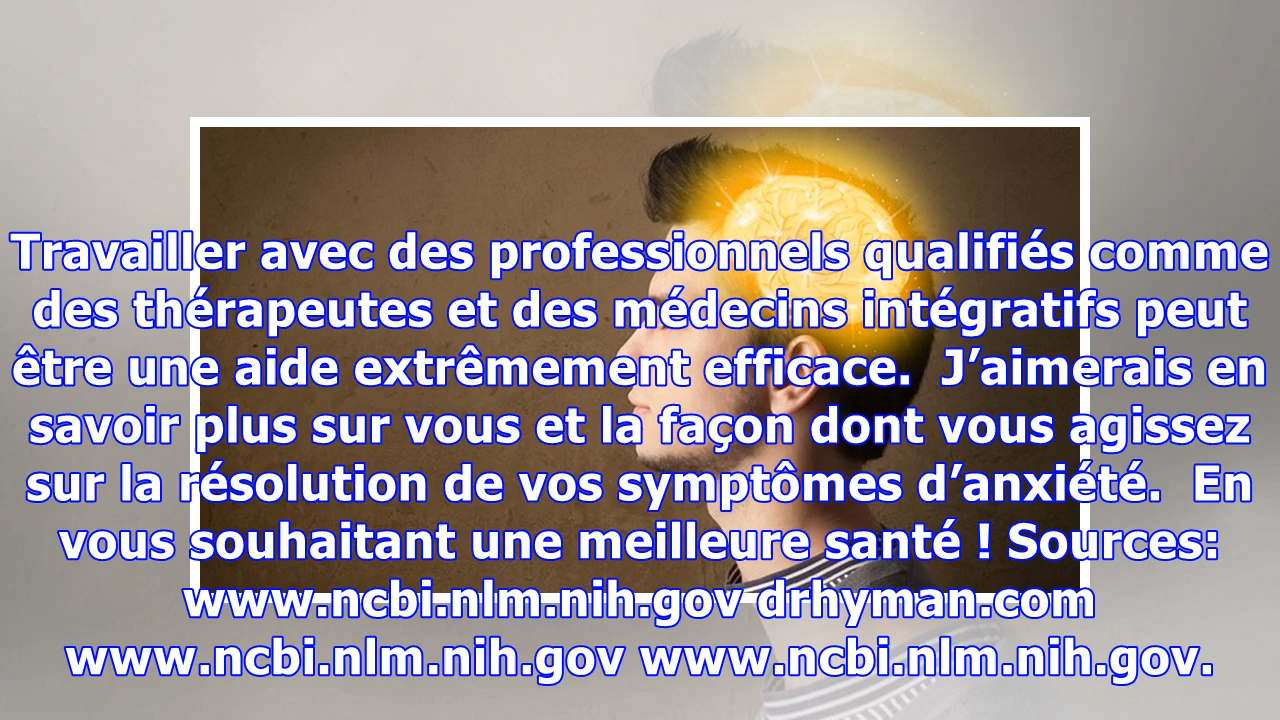 Travailler avec des professionnels qualifiés comme
des thérapeutes et des médecins intégratifs peut
être une aide extrêmement efficace.  J’aimerais en
savoir plus sur vous et la façon dont vous agissez
sur la résolution de vos symptômes d’anxiété.  En
vous souhaitant une meilleure santé ! Sources:
www.ncbi.nlm.nih.gov drhyman.com
www.ncbi.nlm.nih.gov www.ncbi.nlm.nih.gov.